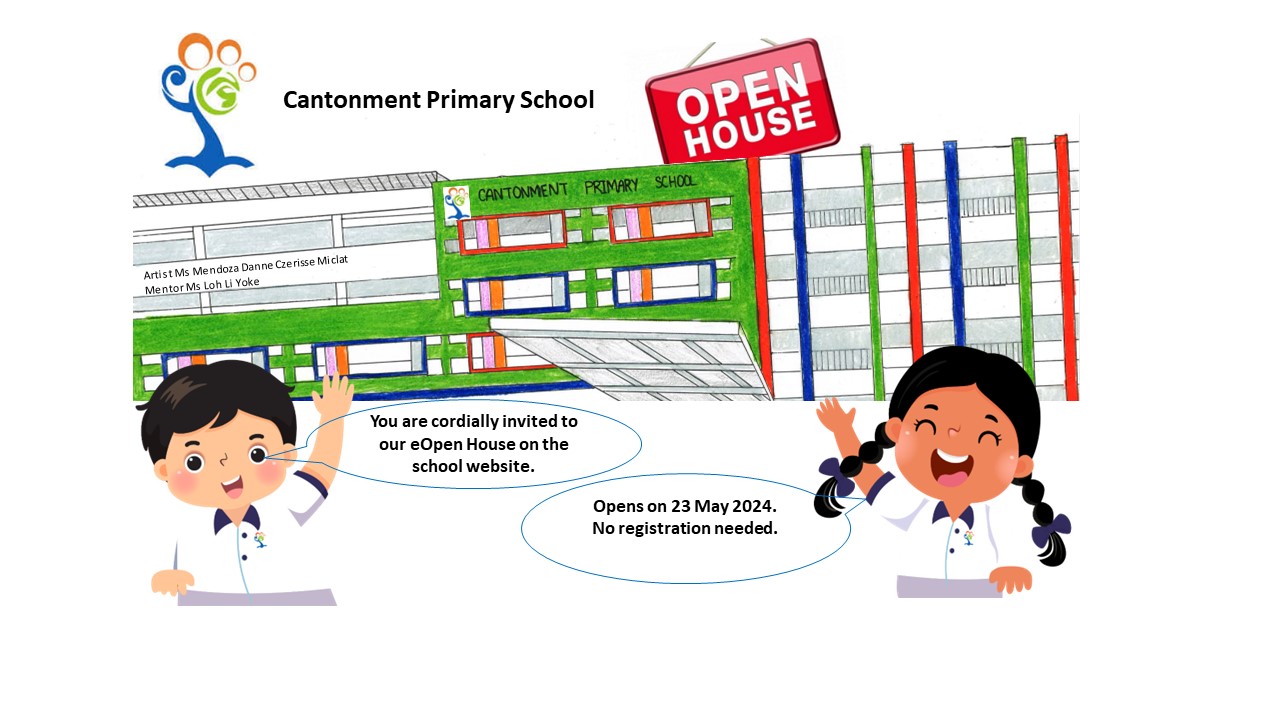 Cantonment Primary School
OPEN
HOUSE
CANTONMENT PRIMARY SCHOOL
Artist Ms Mendoza Danne Czerisse Miclat
Mentor Ms Loh Li Yoke
You are cordially invited to
our eOpen House on the
school website.
Opens on 23 May 2024.
No registration needed.